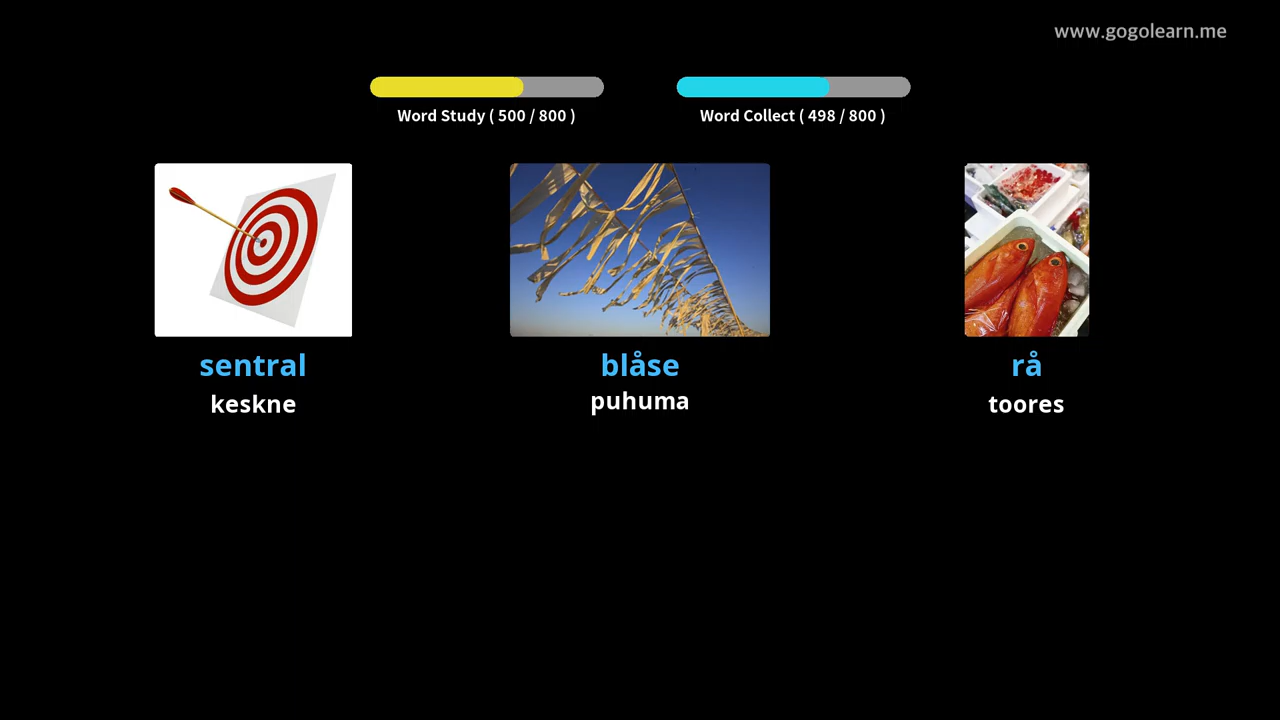 www.gogolearn.me
Word Study ( 500 / 800 )
Word Collect ( 498 / 800 )
sentral
blåse
rå
keskne
puhuma
toores